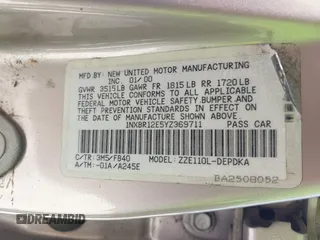 MFD. BY: NEW UNITED MOTOR MANUFACTURING
INC. 01/00
GVWR 3515LB GAWR FR 1815LB RR 1720LB
THIS VEHICLE CONFORMS TO ALL APPLICABLE
FEDERAL MOTOR VEHICLE SAFETY, BUMPER AND
THEFT PREVENTION STANDARDS IN EFFECT ON
THE DATE OF MANUFACTURE SHOWN ABOVE.
1NXBR12E5YZ369711 PASS CAR
C/TR: 3MS/FB40 MODEL: ZZE110L-DEPDKA
A/TM: -01A/A245E
BA2508052
AUTOBIDMASTER